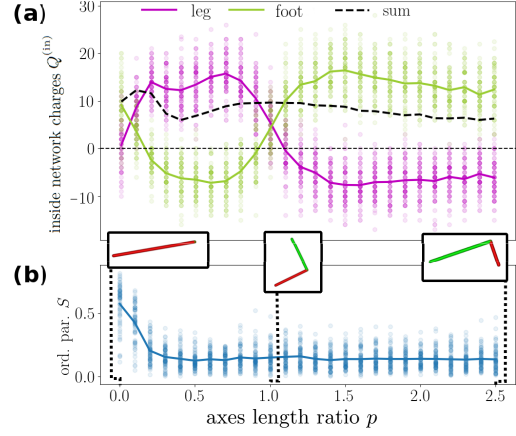 (a)
leg foot sum
inside network charges Q^(in)
30
20
10
0
−10
(b)
ord. par. S
0.5
0.0
0.0 0.5 1.0 1.5 2.0 2.5
axes length ratio p